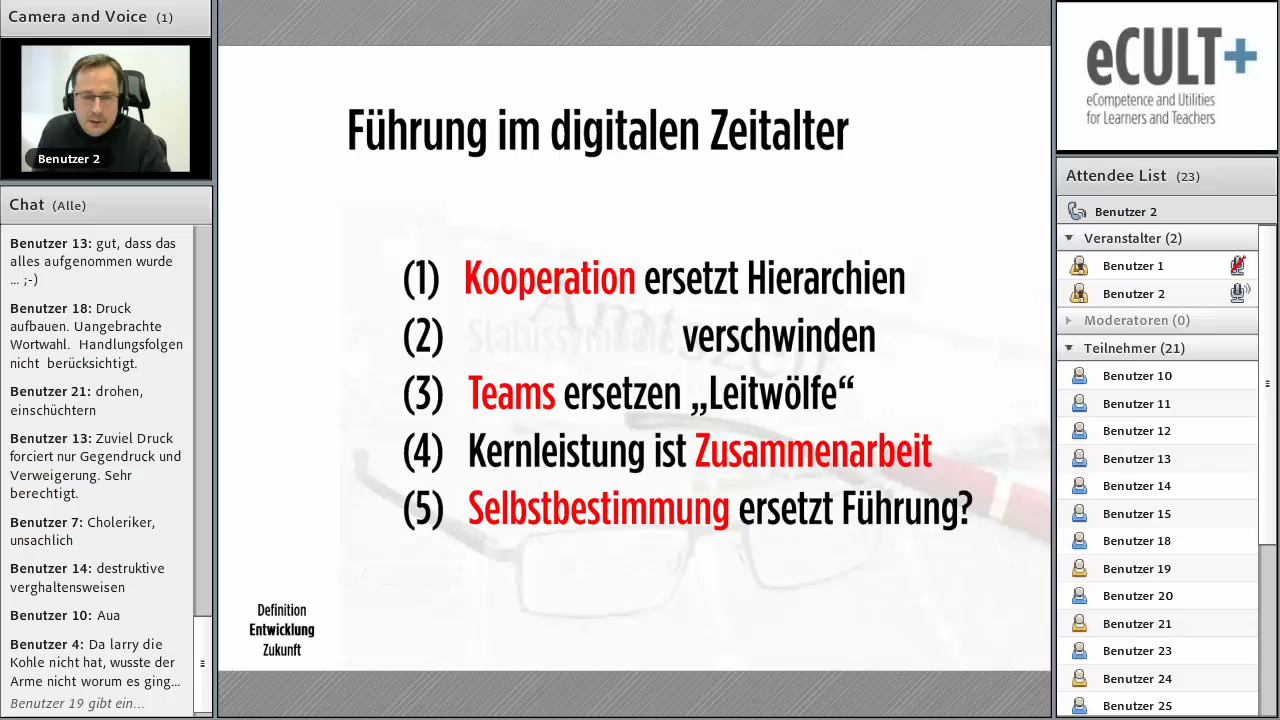 Camera and Voice (1)
Benutzer 2
Chat (Alle)
Benutzer 13: gut, dass das
alles aufgenommen wurde
... ;-)
Benutzer 18: Druck
aufbauen. Uangebrachte
Wortwahl. Handlungsfolgen
nicht berücksichtigt.
Benutzer 21: drohen,
einschüchtern
Benutzer 13: Zuviel Druck
forciert nur Gegendruck und
Verweigerung. Sehr
berechtigt.
Benutzer 7: Choleriker,
unsachlich
Benutzer 14: destruktive
verghaltensweisen
Benutzer 10: Aua
Benutzer 4: Da larry die
Kohle nicht hat, wusste der
Arme nicht worum es ging...
Benutzer 19 gibt ein...
Führung im digitalen Zeitalter
(1) Kooperation ersetzt Hierarchien
(2) Statussymbole verschwinden
(3) Teams ersetzen „Leitwölfe“
(4) Kernleistung ist Zusammenarbeit
(5) Selbstbestimmung ersetzt Führung?
Definition
Entwicklung
Zukunft
eCULT+
eCompetence and Utilities
for Learners and Teachers
Attendee List (23)
Benutzer 2
Veranstalter (2)
Benutzer 1
Benutzer 2
Moderatoren (0)
Teilnehmer (21)
Benutzer 10
Benutzer 11
Benutzer 12
Benutzer 13
Benutzer 14
Benutzer 15
Benutzer 18
Benutzer 19
Benutzer 20
Benutzer 21
Benutzer 23
Benutzer 24
Benutzer 25